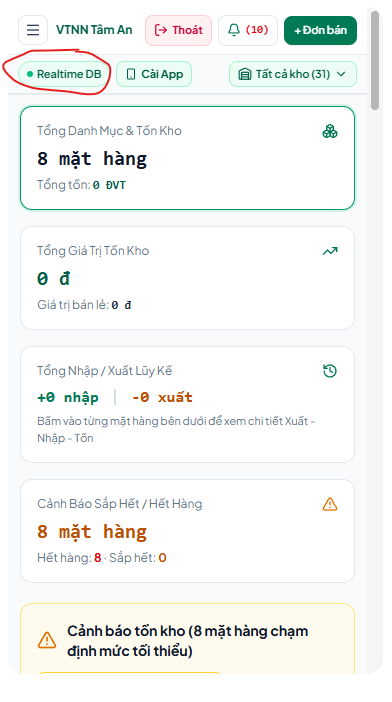 VTNN Tâm An
Thoát
(10)
+ Đơn bán
Realtime DB
Cài App
Tất cả kho (31)
Tổng Danh Mục & Tồn Kho
8 mặt hàng
Tổng tồn: 0 ĐVT
Tổng Giá Trị Tồn Kho
0 đ
Giá trị bán lẻ: 0 đ
Tổng Nhập / Xuất Lũy Kế
+0 nhập | -0 xuất
Bấm vào từng mặt hàng bên dưới để xem chi tiết Xuất -
Nhập - Tồn
Cảnh Báo Sắp Hết / Hết Hàng
8 mặt hàng
Hết hàng: 8 · Sắp hết: 0
Cảnh báo tồn kho (8 mặt hàng chạm
định mức tối thiểu)